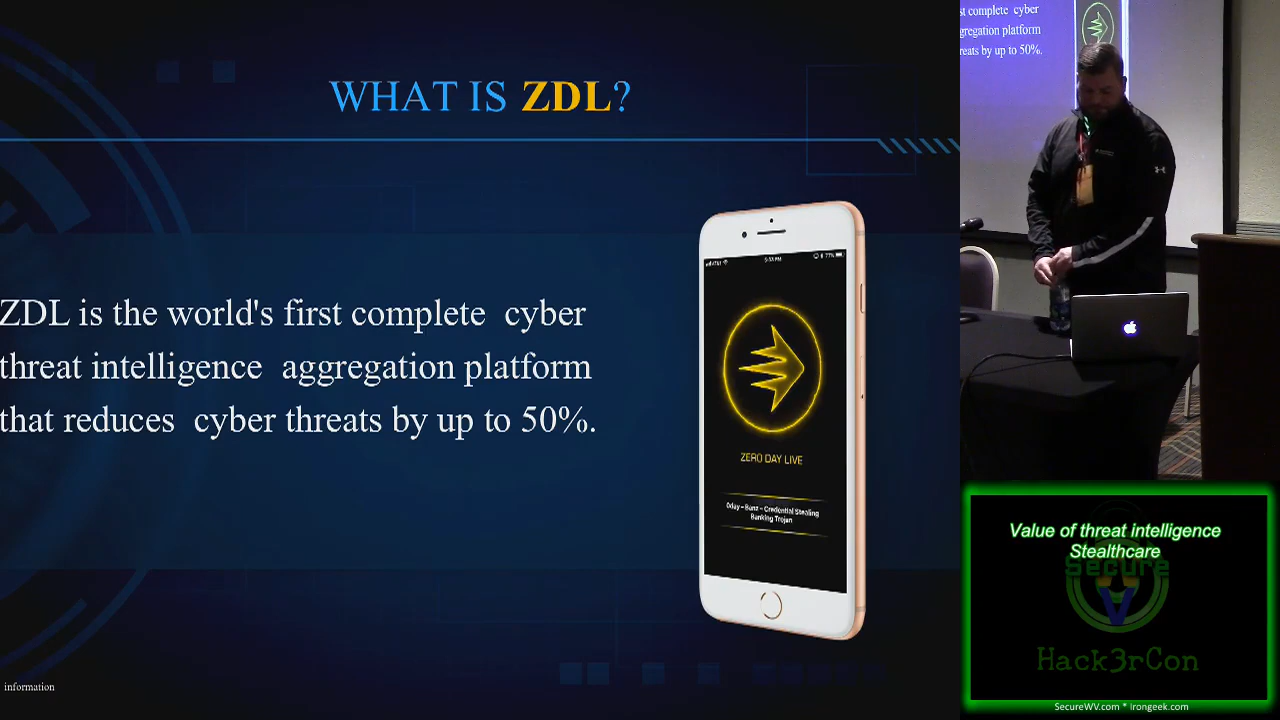 WHAT IS ZDL?
ZDL is the world's first complete cyber
threat intelligence aggregation platform
that reduces cyber threats by up to 50%.
ZERO DAY LIVE
0day – Banz – Credential Stealing
Banking Trojan
information
st complete cyber
gregation platform
reats by up to 50%.
Value of threat intelligence
Stealthcare
Secure
V
Hack3rCon
SecureWV.com * Irongeek.com